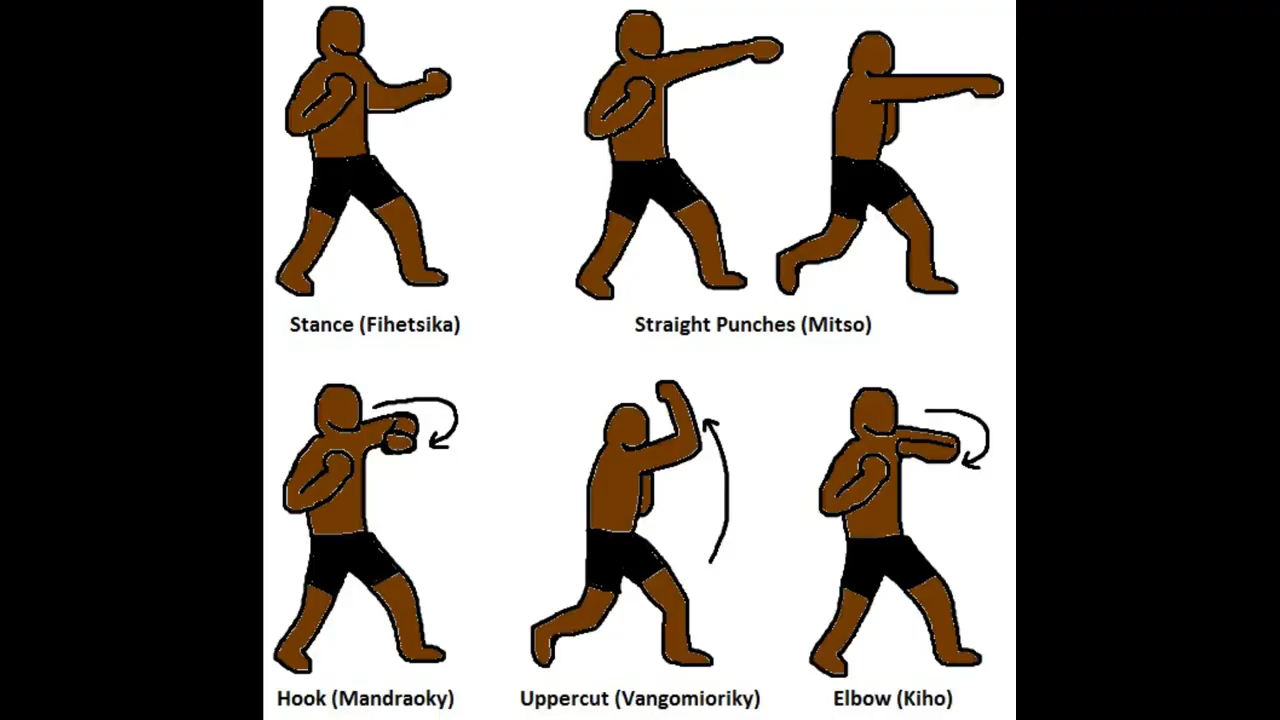 Stance (Fihetsika)
Straight Punches (Mitso)
Hook (Mandraoky)
Uppercut (Vangomioriky)
Elbow (Kiho)